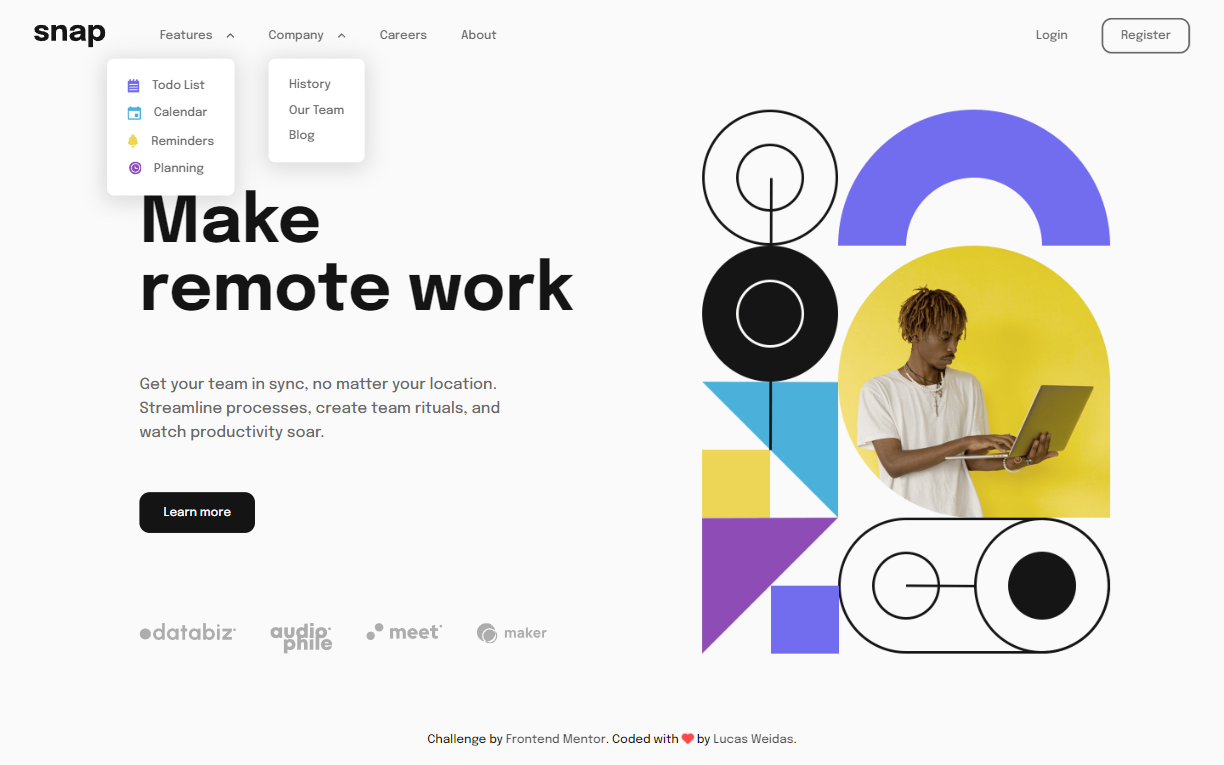 snap
Features
Company
Careers
About
Login
Register
Todo List
Calendar
Reminders
Planning
History
Our Team
Blog
Make
remote work
Get your team in sync, no matter your location.
Streamline processes, create team rituals, and
watch productivity soar.
Learn more
databiz
audio
phile
meet
maker
Challenge by Frontend Mentor. Coded with ❤️ by Lucas Weidas.